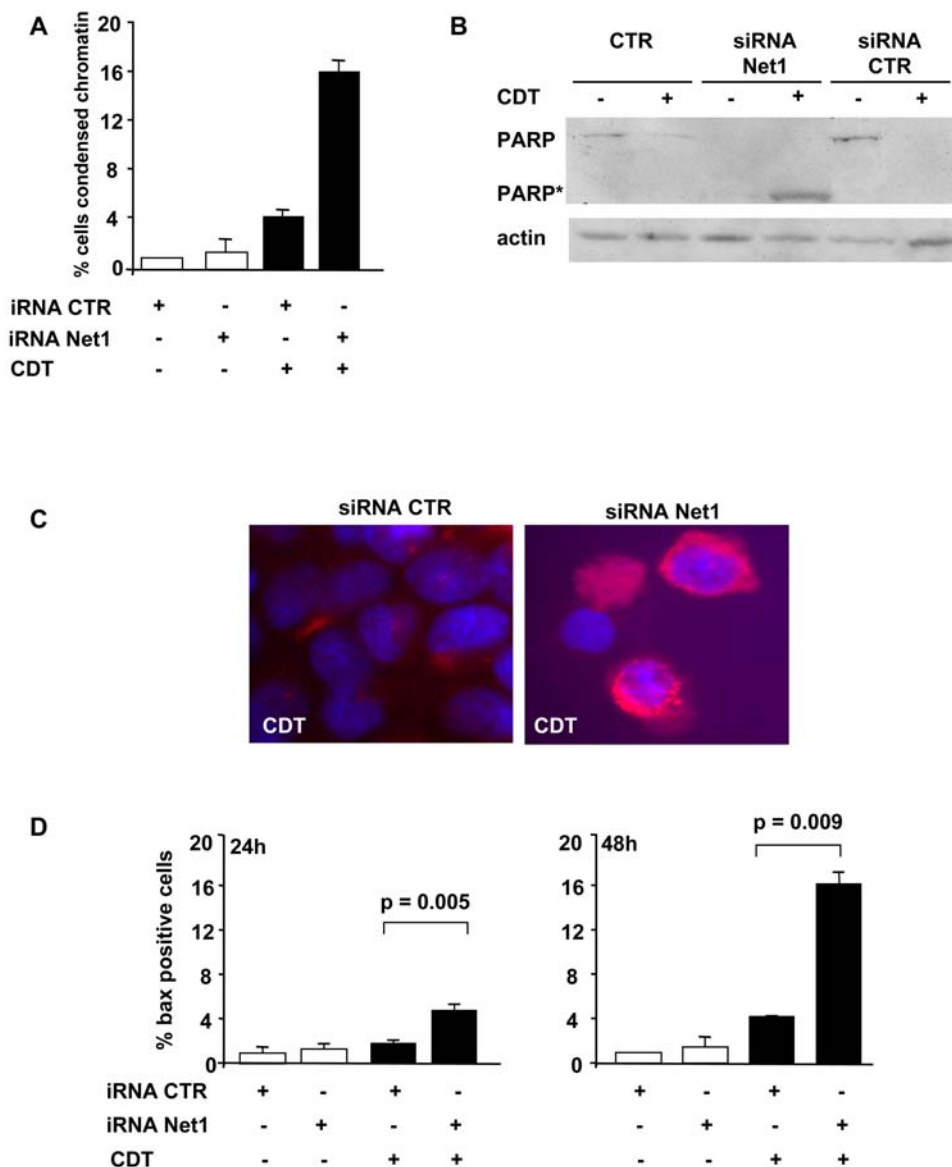 A
% cells condensed chromatin
20
16
12
8
4
0
iRNA CTR + - + -
iRNA Net1 - + - +
CDT - - + +
B
CTR siRNA Net1 siRNA CTR
CDT - + - + - +
PARP
PARP*
actin
C
siRNA CTR siRNA Net1
CDT CDT
D
% bax positive cells
24h
20
16
12
8
4
0
p = 0.005
iRNA CTR + - + -
iRNA Net1 - + - +
CDT - - + +
48h
20
16
12
8
4
0
p = 0.009
+ - + -
- + - +
- - + +